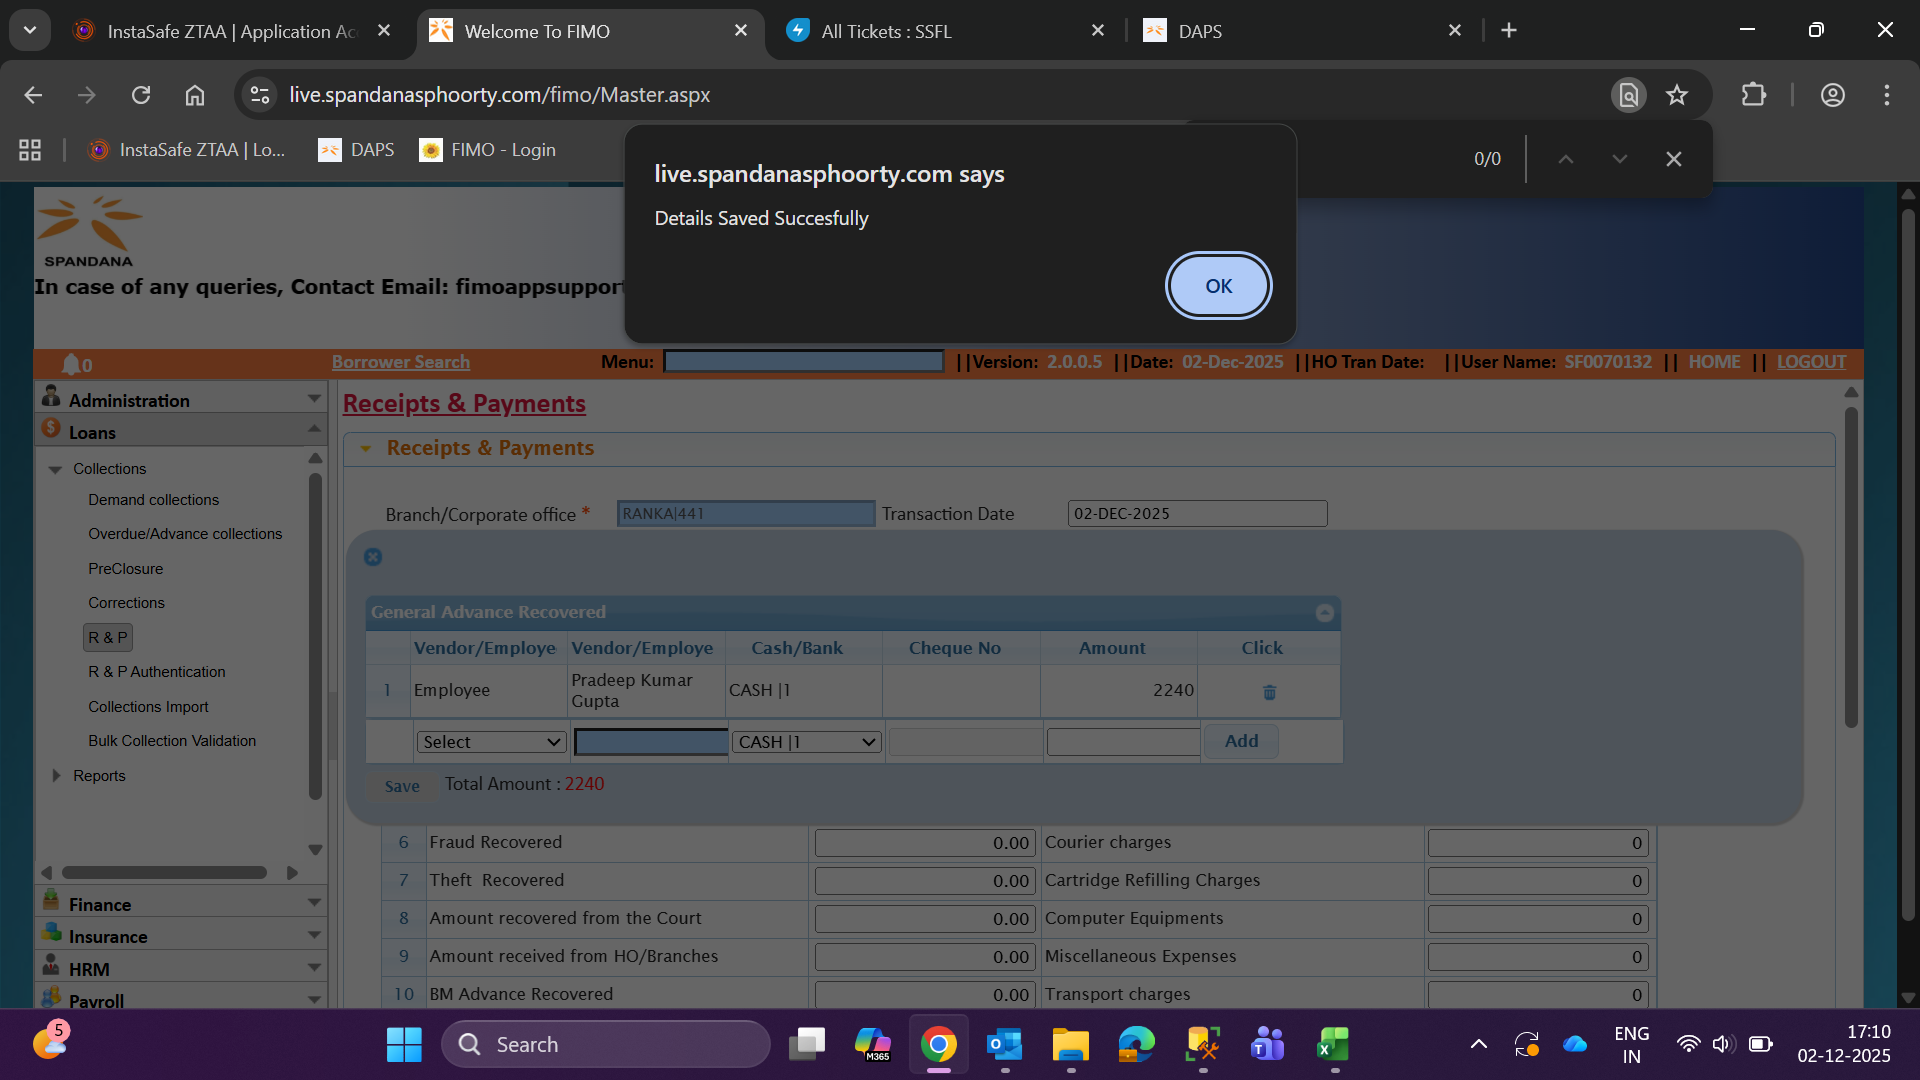 InstaSafe ZTAA | Application Acc
Welcome To FIMO
All Tickets : SSFL
DAPS
live.spandanasphoorty.com/fimo/Master.aspx
InstaSafe ZTAA | Lo...
DAPS
FIMO - Login
0/0
live.spandanasphoorty.com says
Details Saved Succesfully
OK
SPANDANA
In case of any queries, Contact Email: fimoappsupport
0
Borrower Search
Menu:
||Version: 2.0.0.5 ||Date: 02-Dec-2025 ||HO Tran Date: ||User Name: SF0070132 || HOME || LOGOUT
Administration
Loans
Collections
Demand collections
Overdue/Advance collections
PreClosure
Corrections
R & P
R & P Authentication
Collections Import
Bulk Collection Validation
Reports
Finance
Insurance
HRM
Payroll
Receipts & Payments
Receipts & Payments
Branch/Corporate office * RANKA|441 Transaction Date 02-DEC-2025
General Advance Recovered
Vendor/Employe Vendor/Employe Cash/Bank Cheque No Amount Click
1 Employee Pradeep Kumar Gupta CASH |1 2240
Select CASH |1 Add
Save Total Amount : 2240
6 Fraud Recovered 0.00 Courier charges 0
7 Theft Recovered 0.00 Cartridge Refilling Charges 0
8 Amount recovered from the Court 0.00 Computer Equipments 0
9 Amount received from HO/Branches 0.00 Miscellaneous Expenses 0
10 BM Advance Recovered 0.00 Transport charges 0
5
Search
M365
ENG
IN
17:10
02-12-2025